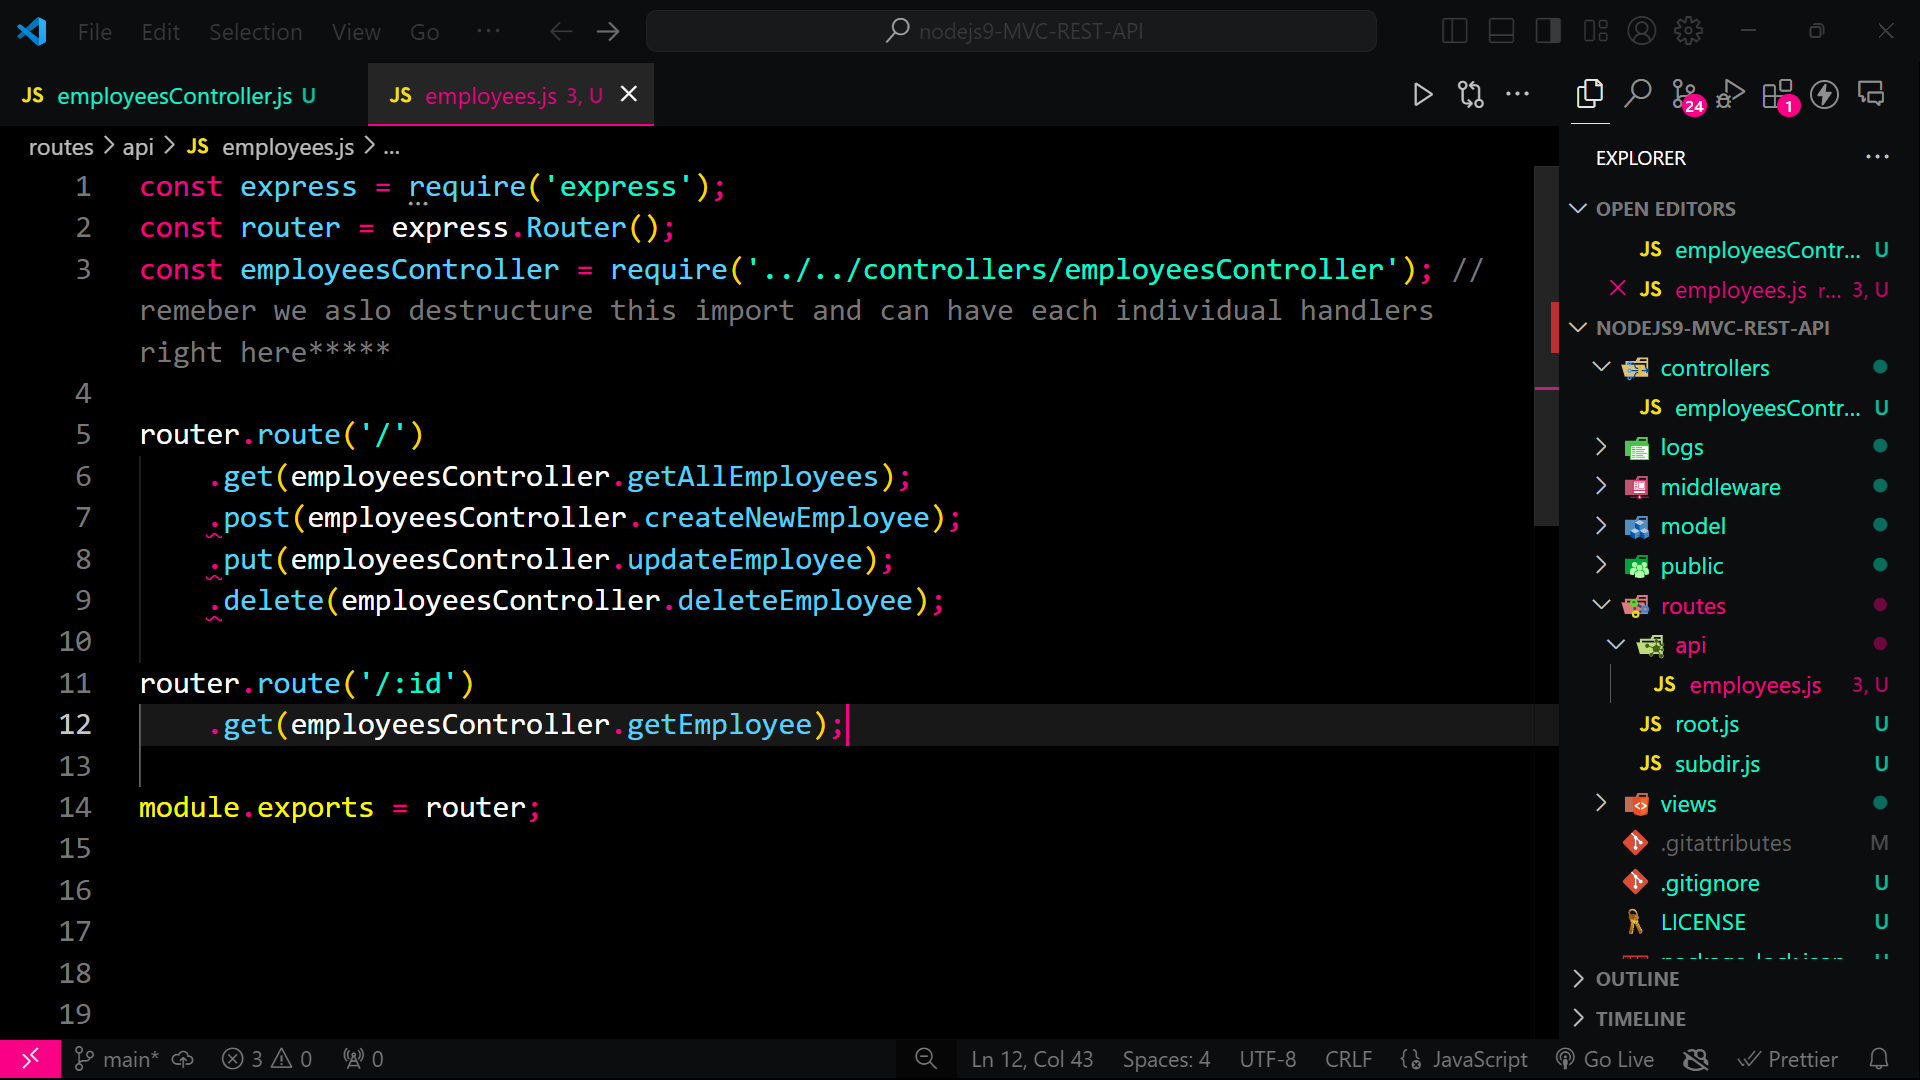 File Edit Selection View Go ··· nodejs9-MVC-REST-API
JS employeesController.js U JS employees.js 3, U
24 1
routes > api > JS employees.js > ...
EXPLORER
1 const express = require('express');
2 const router = express.Router();
3 const employeesController = require('../../controllers/employeesController'); //
remeber we aslo destructure this import and can have each individual handlers
right here*****
4
5 router.route('/')
6 .get(employeesController.getAllEmployees);
7 .post(employeesController.createNewEmployee);
8 .put(employeesController.updateEmployee);
9 .delete(employeesController.deleteEmployee);
10
11 router.route('/:id')
12 .get(employeesController.getEmployee);
13
14 module.exports = router;
15
16
17
18
19
OPEN EDITORS
JS employeesContr... U
JS employees.js r... 3, U
NODEJS9-MVC-REST-API
controllers
JS employeesContr... U
logs
middleware
model
public
routes
api
JS employees.js 3, U
JS root.js U
JS subdir.js U
views
.gitattributes M
.gitignore U
LICENSE U
package-lock.json U
OUTLINE
TIMELINE
main* 3 0 0 Ln 12, Col 43 Spaces: 4 UTF-8 CRLF {} JavaScript Go Live Prettier